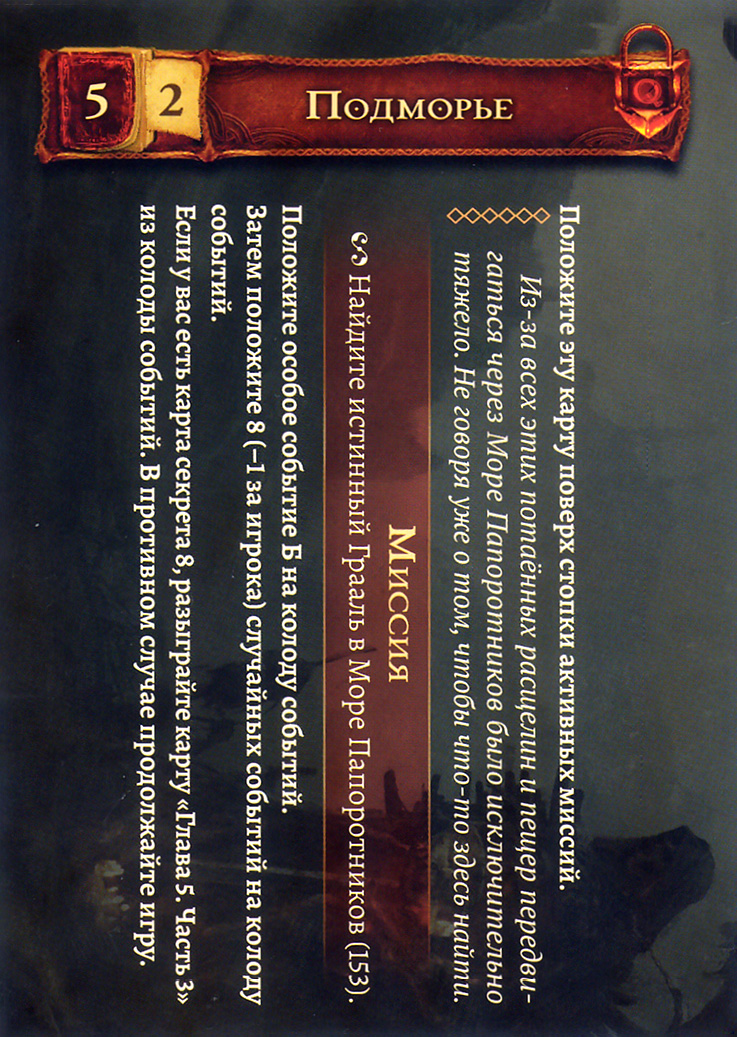 5 2 Подморье Q
Положите эту карту поверх стопки активных миссий.
Из-за всех этих потаённых расщелин и пещер передви-
гаться через Море Папоротников было исключительно
тяжело. Не говоря уже о том, чтобы что-то здесь найти.
Миссия
Найдите истинный Грааль в Море Папоротников (153).
Положите особое событие Б на колоду событий.
Затем положите 8 (–1 за игрока) случайных событий на колоду
событий.
Если у вас есть карта секрета 8, разыграйте карту «Глава 5. Часть 3»
из колоды событий. В противном случае продолжайте игру.